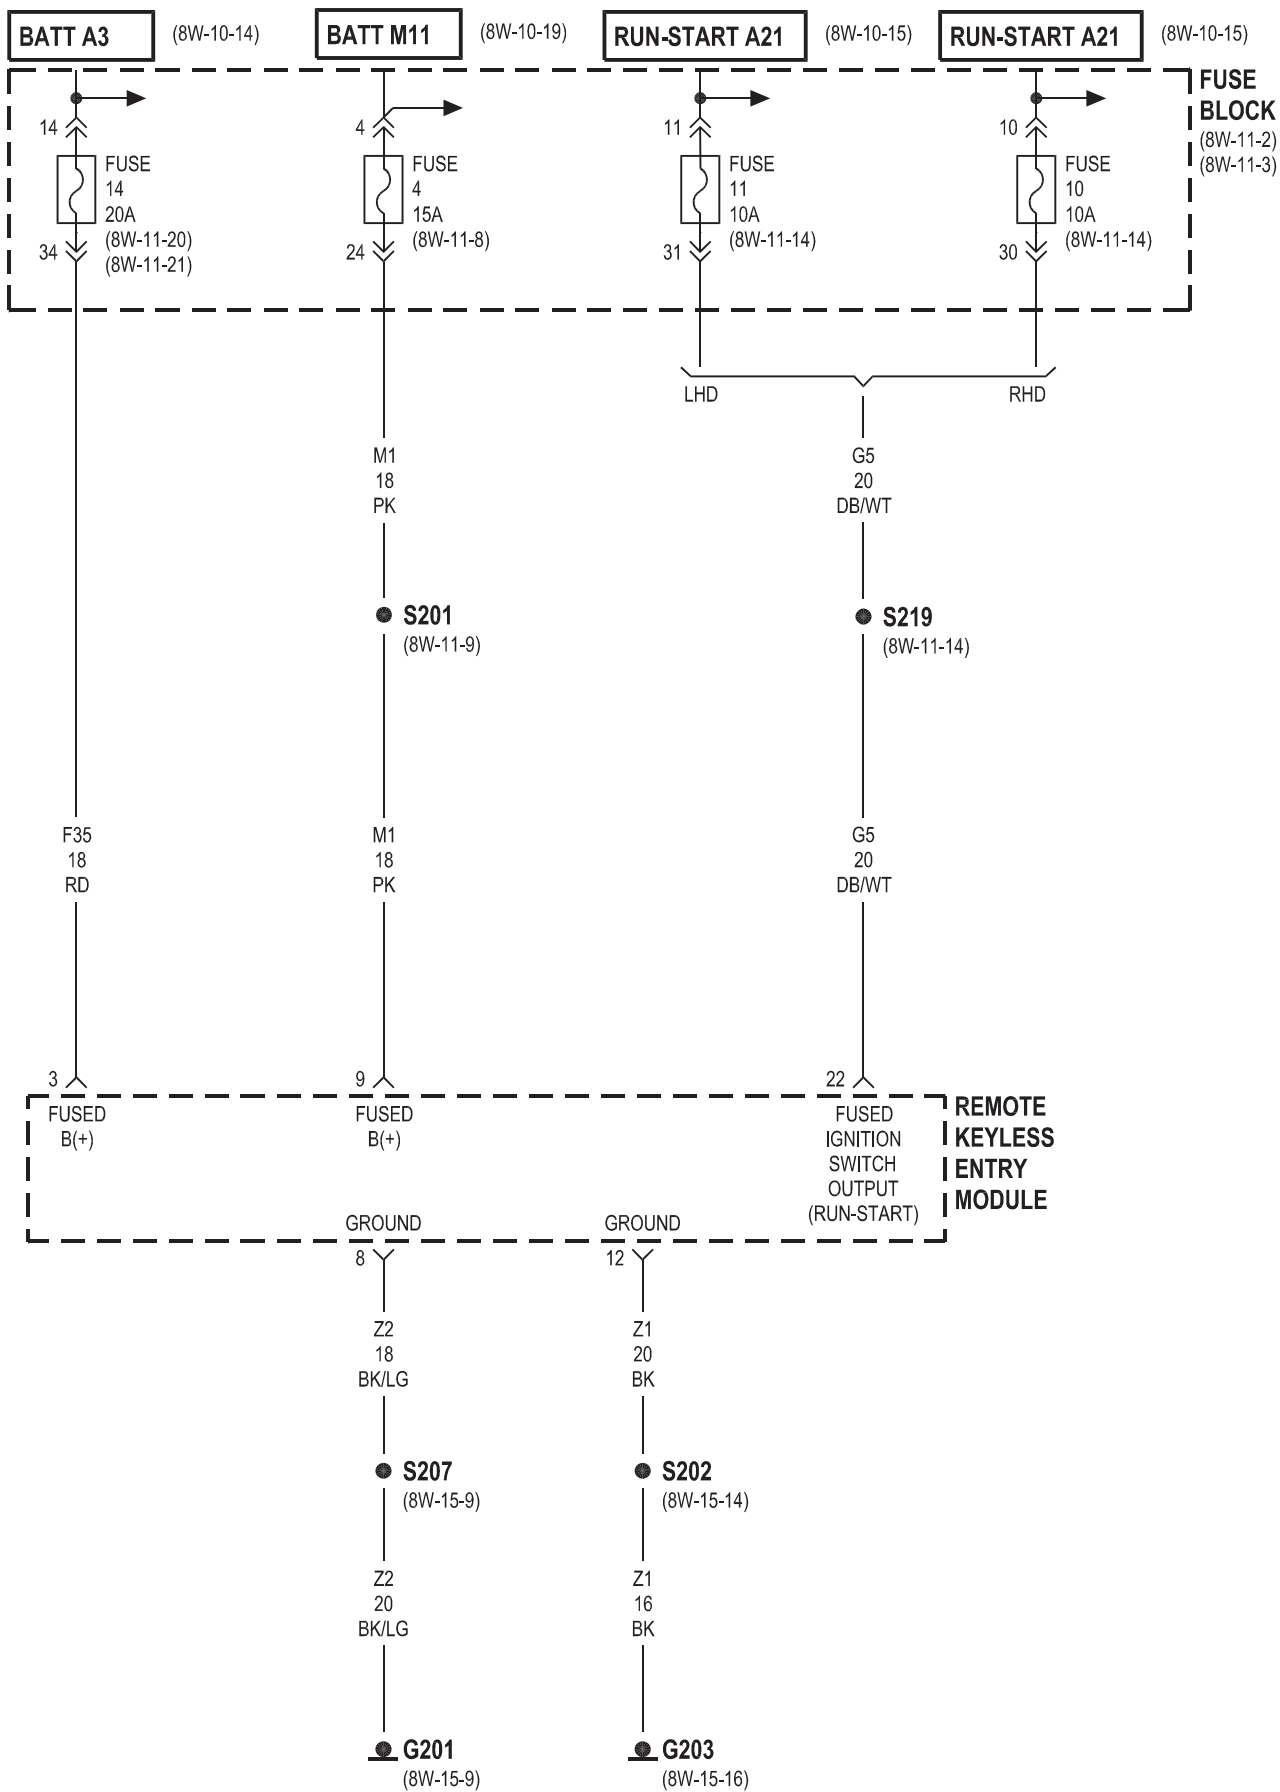 BATT A3 (8W-10-14) BATT M11 (8W-10-19) RUN-START A21 (8W-10-15) RUN-START A21 (8W-10-15)
FUSE
BLOCK
(8W-11-2)
(8W-11-3)
14
FUSE
14
20A
(8W-11-20)
(8W-11-21)
34
4
FUSE
4
15A
(8W-11-8)
24
11
FUSE
11
10A
(8W-11-14)
31
10
FUSE
10
10A
(8W-11-14)
30
LHD RHD
M1
18
PK
G5
20
DB/WT
S201
(8W-11-9)
S219
(8W-11-14)
F35
18
RD
M1
18
PK
G5
20
DB/WT
3
9
22
FUSED
B(+)
FUSED
B(+)
FUSED
IGNITION
SWITCH
OUTPUT
(RUN-START)
REMOTE
KEYLESS
ENTRY
MODULE
GROUND
GROUND
8
12
Z2
18
BK/LG
Z1
20
BK
S207
(8W-15-9)
S202
(8W-15-14)
Z2
20
BK/LG
Z1
16
BK
G201
(8W-15-9)
G203
(8W-15-16)